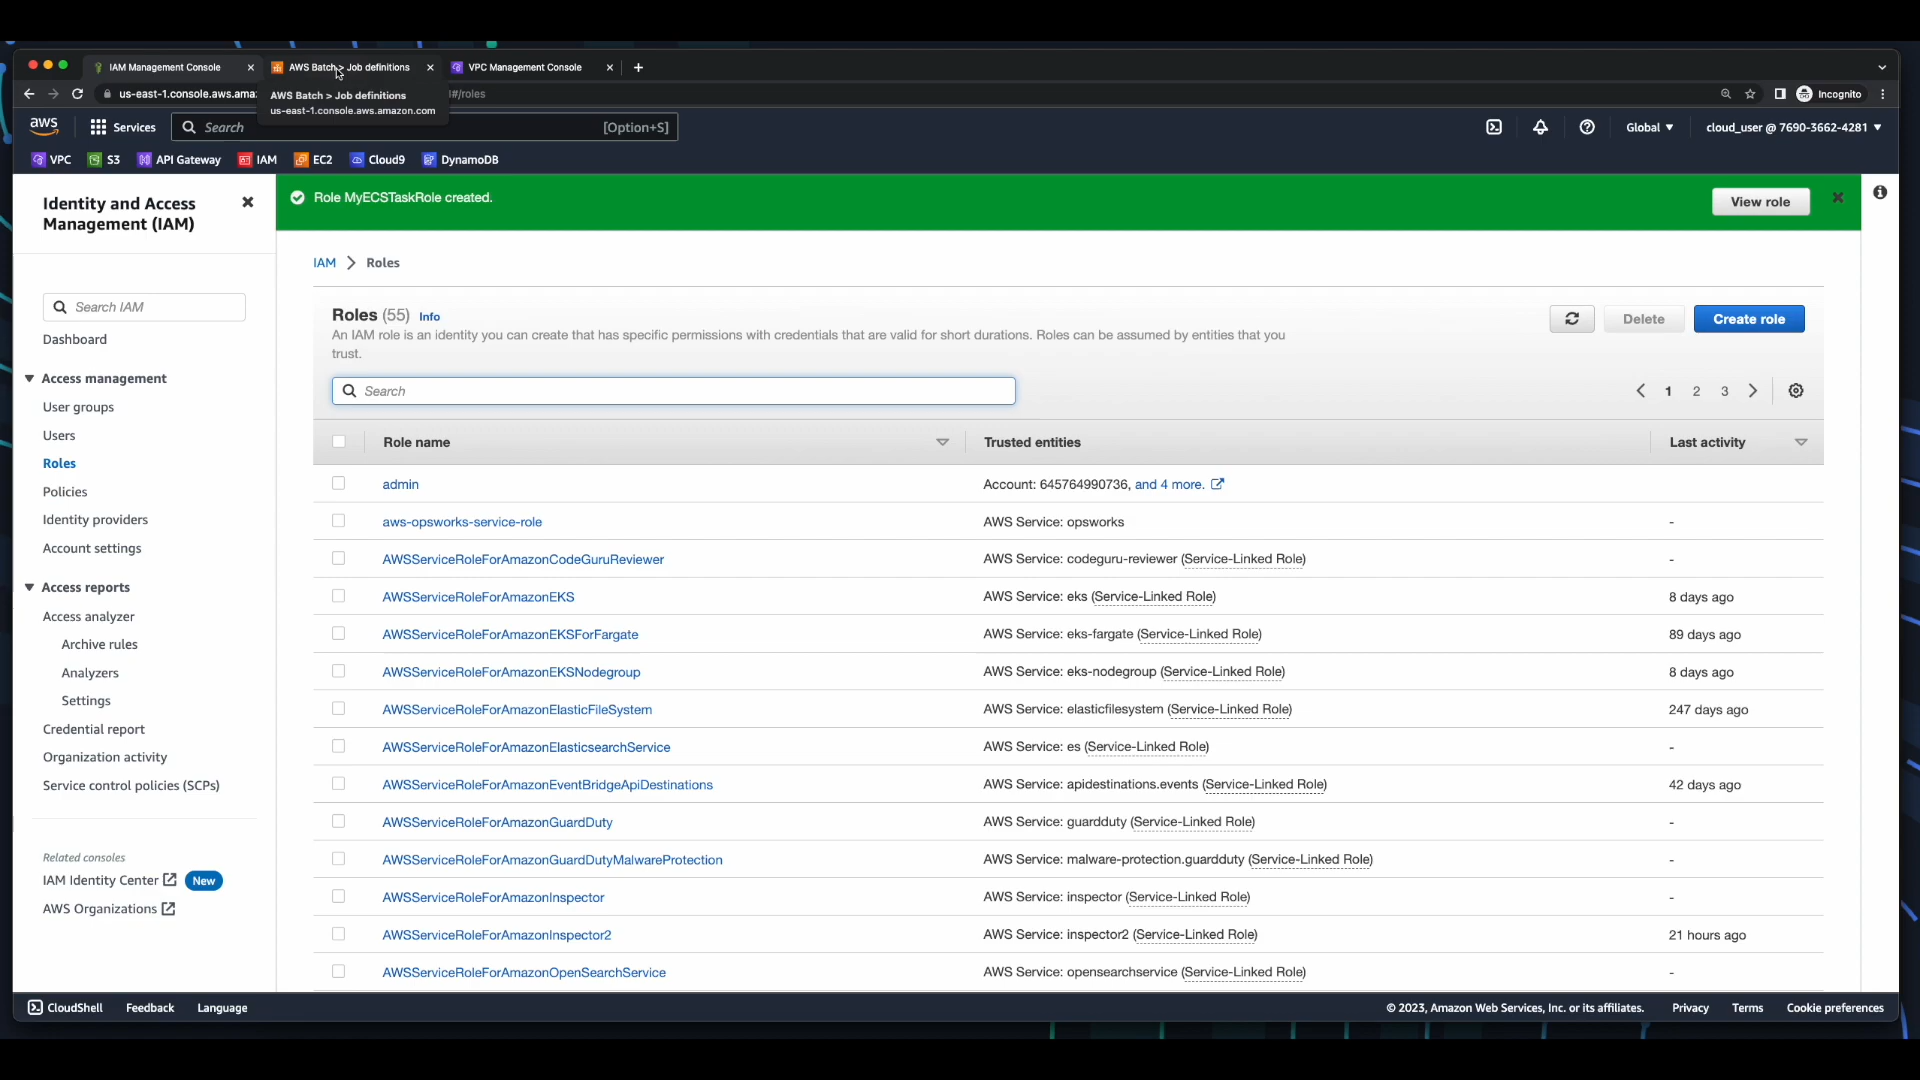 IAM Management Console
AWS Batch > Job definitions
VPC Management Console
us-east-1.console.aws.ama
#/roles
Incognito
AWS Batch > Job definitions
us-east-1.console.aws.amazon.com
aws
Services
Search
[Option+S]
Global
cloud_user @ 7690-3662-4281
VPC
S3
API Gateway
IAM
EC2
Cloud9
DynamoDB
Identity and Access
Management (IAM)
Search IAM
Dashboard
Access management
User groups
Users
Roles
Policies
Identity providers
Account settings
Access reports
Access analyzer
Archive rules
Analyzers
Settings
Credential report
Organization activity
Service control policies (SCPs)
Related consoles
IAM Identity Center
New
AWS Organizations
Role MyECSTaskRole created.
View role
IAM > Roles
Roles (55) Info
An IAM role is an identity you can create that has specific permissions with credentials that are valid for short durations. Roles can be assumed by entities that you
trust.
Delete
Create role
Search
1 2 3
Role name Trusted entities Last activity
admin Account: 645764990736, and 4 more.
aws-opsworks-service-role AWS Service: opsworks -
AWSServiceRoleForAmazonCodeGuruReviewer AWS Service: codeguru-reviewer (Service-Linked Role) -
AWSServiceRoleForAmazonEKS AWS Service: eks (Service-Linked Role) 8 days ago
AWSServiceRoleForAmazonEKSForFargate AWS Service: eks-fargate (Service-Linked Role) 89 days ago
AWSServiceRoleForAmazonEKSNodegroup AWS Service: eks-nodegroup (Service-Linked Role) 8 days ago
AWSServiceRoleForAmazonElasticFileSystem AWS Service: elasticfilesystem (Service-Linked Role) 247 days ago
AWSServiceRoleForAmazonElasticsearchService AWS Service: es (Service-Linked Role) -
AWSServiceRoleForAmazonEventBridgeApiDestinations AWS Service: apidestinations.events (Service-Linked Role) 42 days ago
AWSServiceRoleForAmazonGuardDuty AWS Service: guardduty (Service-Linked Role) -
AWSServiceRoleForAmazonGuardDutyMalwareProtection AWS Service: malware-protection.guardduty (Service-Linked Role) -
AWSServiceRoleForAmazonInspector AWS Service: inspector (Service-Linked Role) -
AWSServiceRoleForAmazonInspector2 AWS Service: inspector2 (Service-Linked Role) 21 hours ago
AWSServiceRoleForAmazonOpenSearchService AWS Service: opensearchservice (Service-Linked Role) -
CloudShell
Feedback
Language
© 2023, Amazon Web Services, Inc. or its affiliates.
Privacy
Terms
Cookie preferences